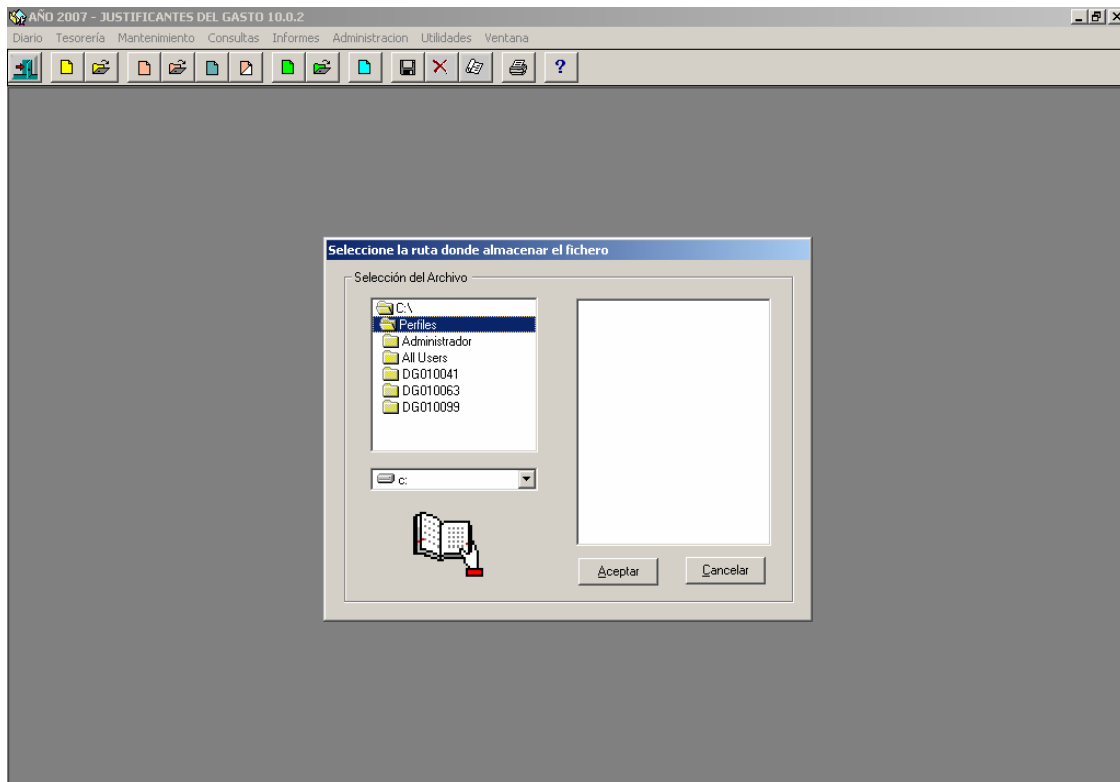 AÑO 2007 - JUSTIFICANTES DEL GASTO 10.0.2
Diario Tesorería Mantenimiento Consultas Informes Administracion Utilidades Ventana
?
Seleccione la ruta donde almacenar el fichero
Selección del Archivo
C:\
Perfiles
Administrador
All Users
DG010041
DG010063
DG010099
c:
Aceptar Cancelar